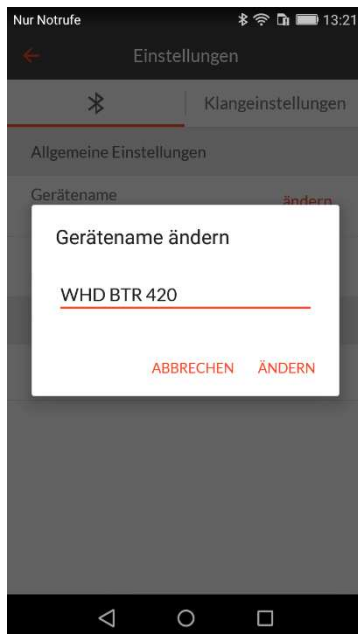 Nur Notrufe 13:21
Einstellungen
Klangeinstellungen
Allgemeine Einstellungen
Gerätename
ändern
Gerätename ändern
WHD BTR 420
ABBRECHEN ÄNDERN